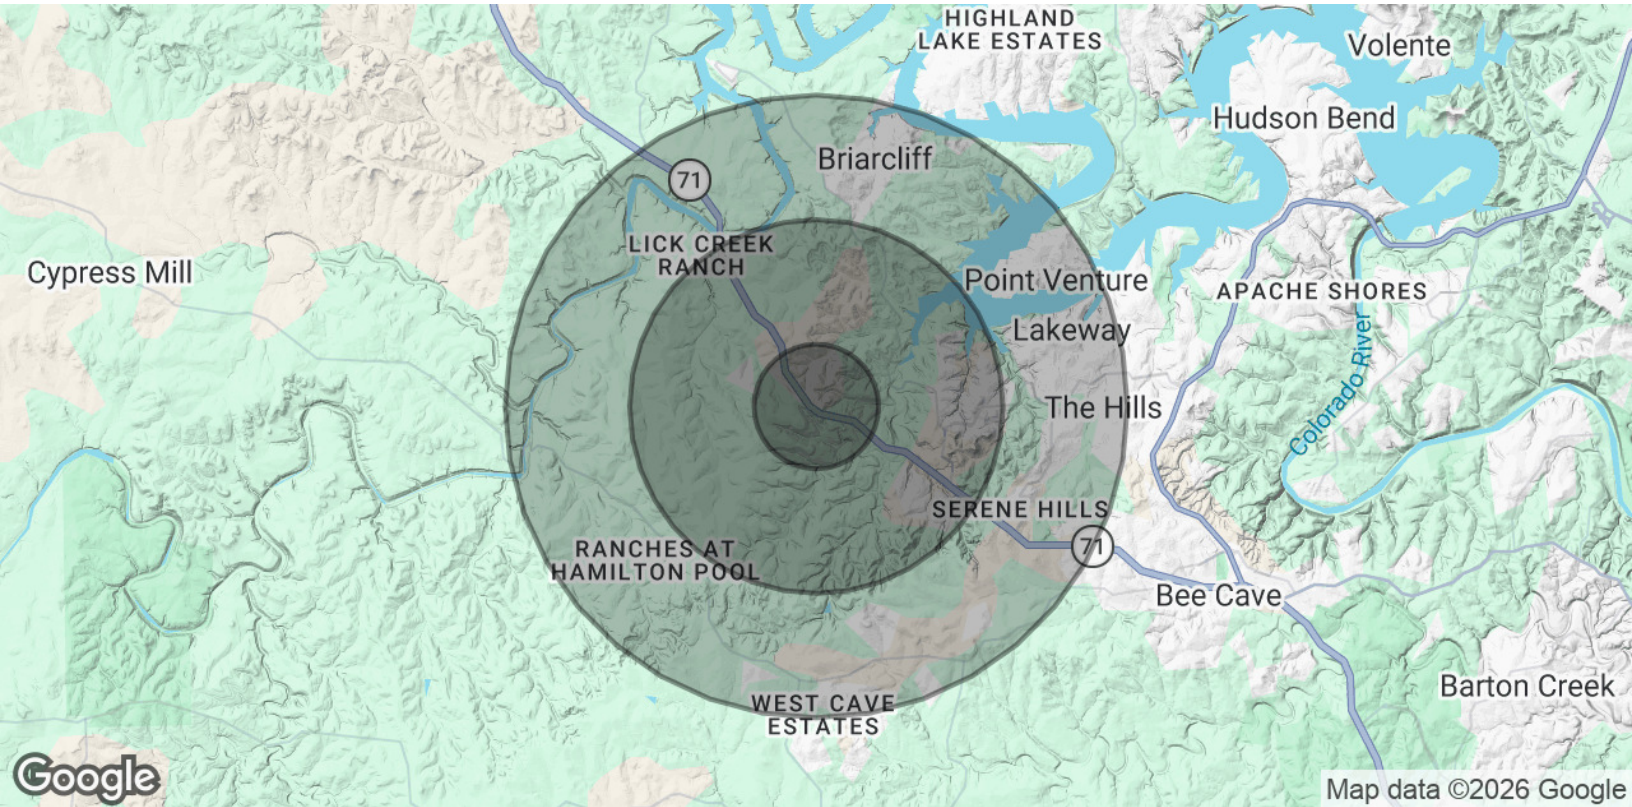 HIGHLAND
LAKE ESTATES
Volente
Hudson Bend
Briarcliff
71
LICK CREEK
RANCH
Cypress Mill
Point Venture
APACHE SHORES
Lakeway
Colorado River
The Hills
SERENE HILLS
71
RANCHES AT
HAMILTON POOL
Bee Cave
Barton Creek
WEST CAVE
ESTATES
Google
Map data ©2026 Google